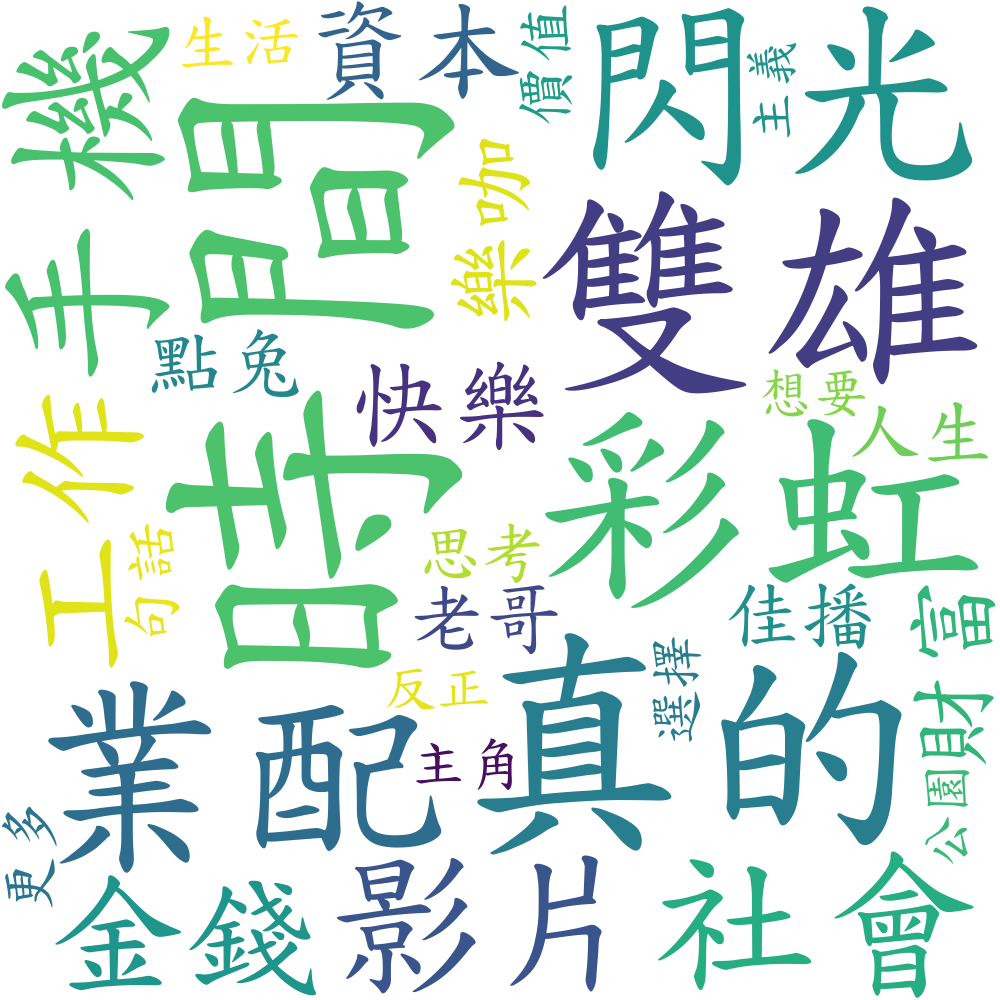 生活
資本
價值
閃光
主義
手機
時間
樂咖
雙雄
點兔
快樂
想要
人生
工作
句話
思考
彩虹
老哥
佳播
財富
反正
選擇
業配
主角
真的
公園
更多
金錢
影片
社會